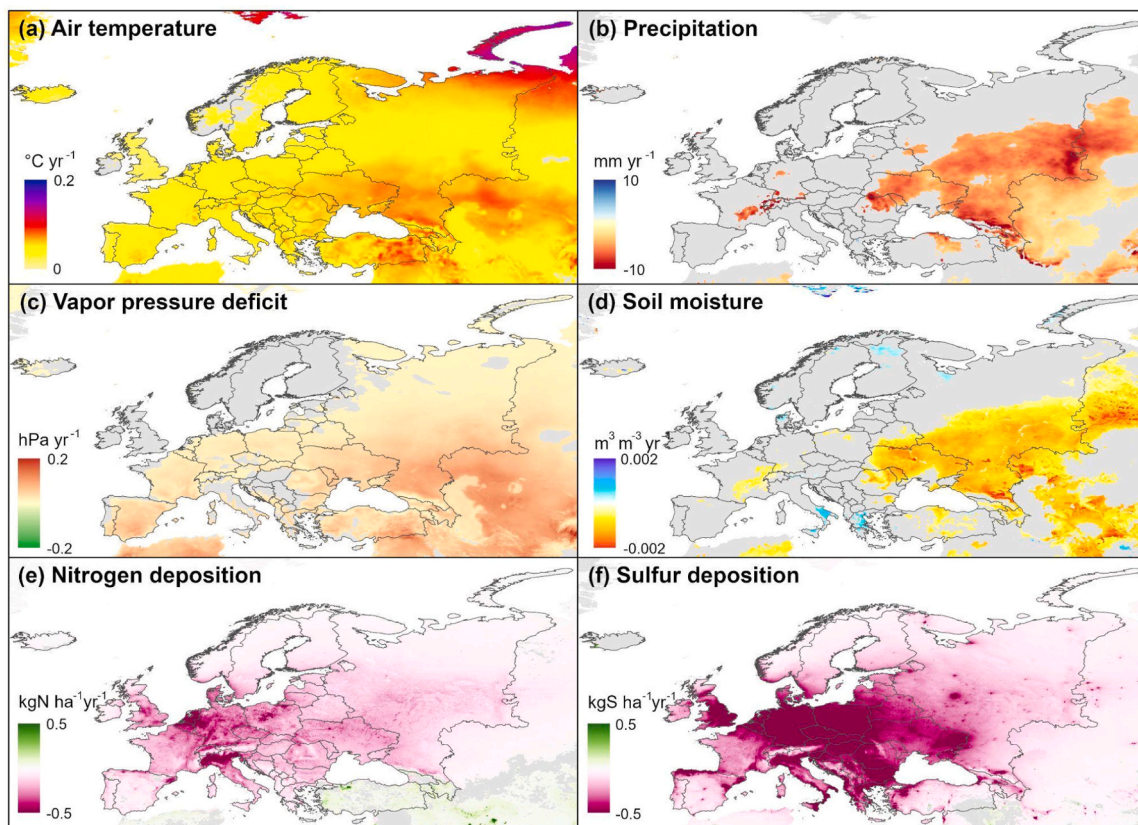 (a) Air temperature
°C yr⁻¹
0.2
0
(b) Precipitation
mm yr⁻¹
10
-10
(c) Vapor pressure deficit
hPa yr⁻¹
0.2
-0.2
(d) Soil moisture
m³ m⁻³ yr
0.002
-0.002
(e) Nitrogen deposition
kgN ha⁻¹yr⁻¹
0.5
-0.5
(f) Sulfur deposition
kgS ha⁻¹yr⁻¹
0.5
-0.5